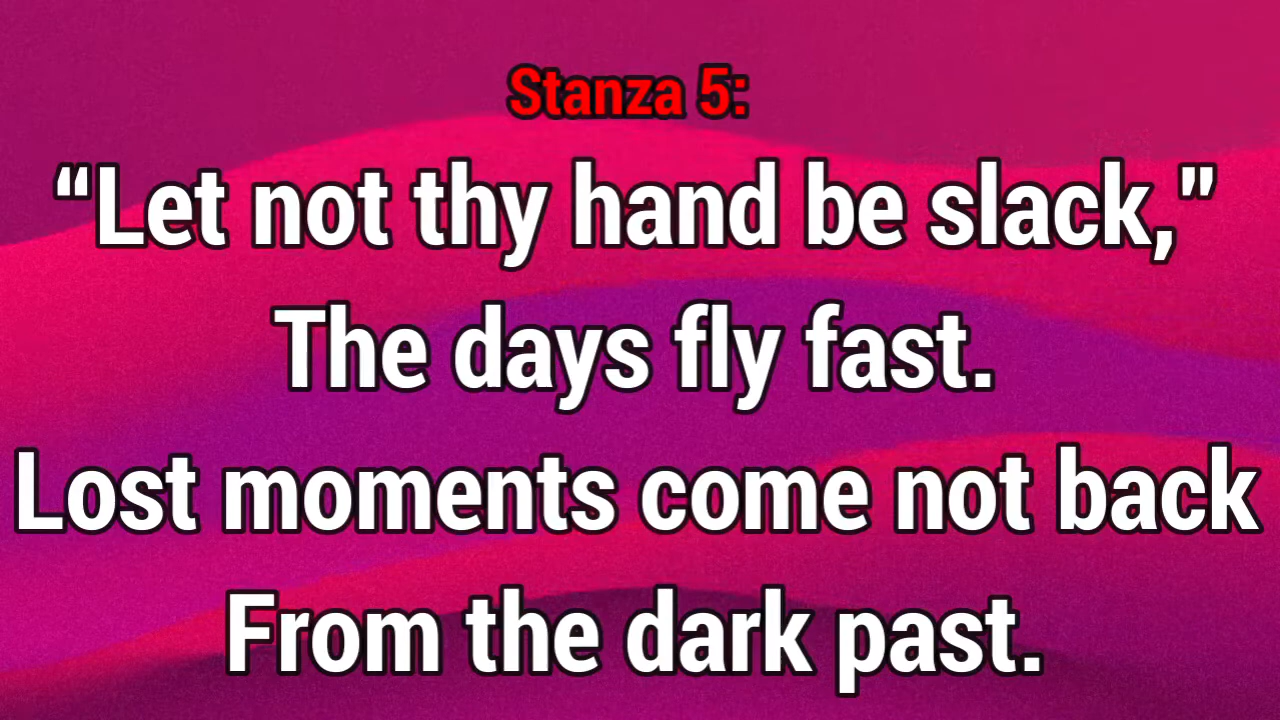 Stanza 5:
“Let not thy hand be slack,”
The days fly fast.
Lost moments come not back
From the dark past.